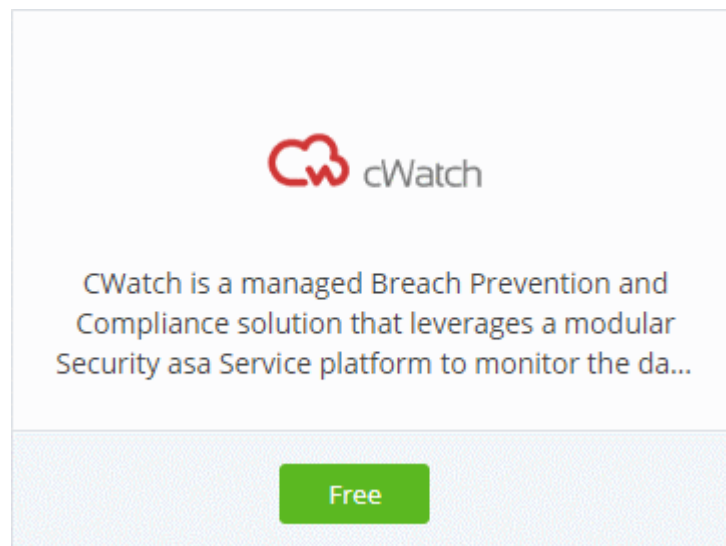 cWatch
CWatch is a managed Breach Prevention and
Compliance solution that leverages a modular
Security asa Service platform to monitor the da...
Free